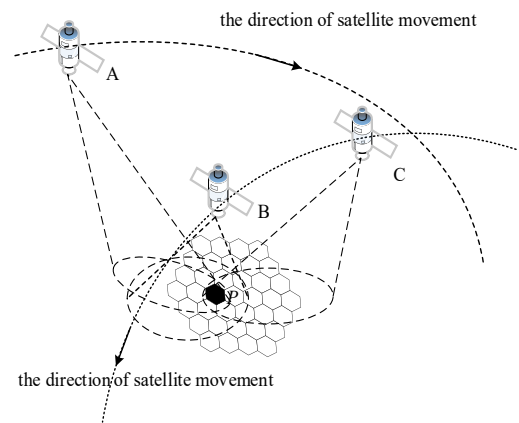 the direction of satellite movement
A
C
B
P
the direction of satellite movement